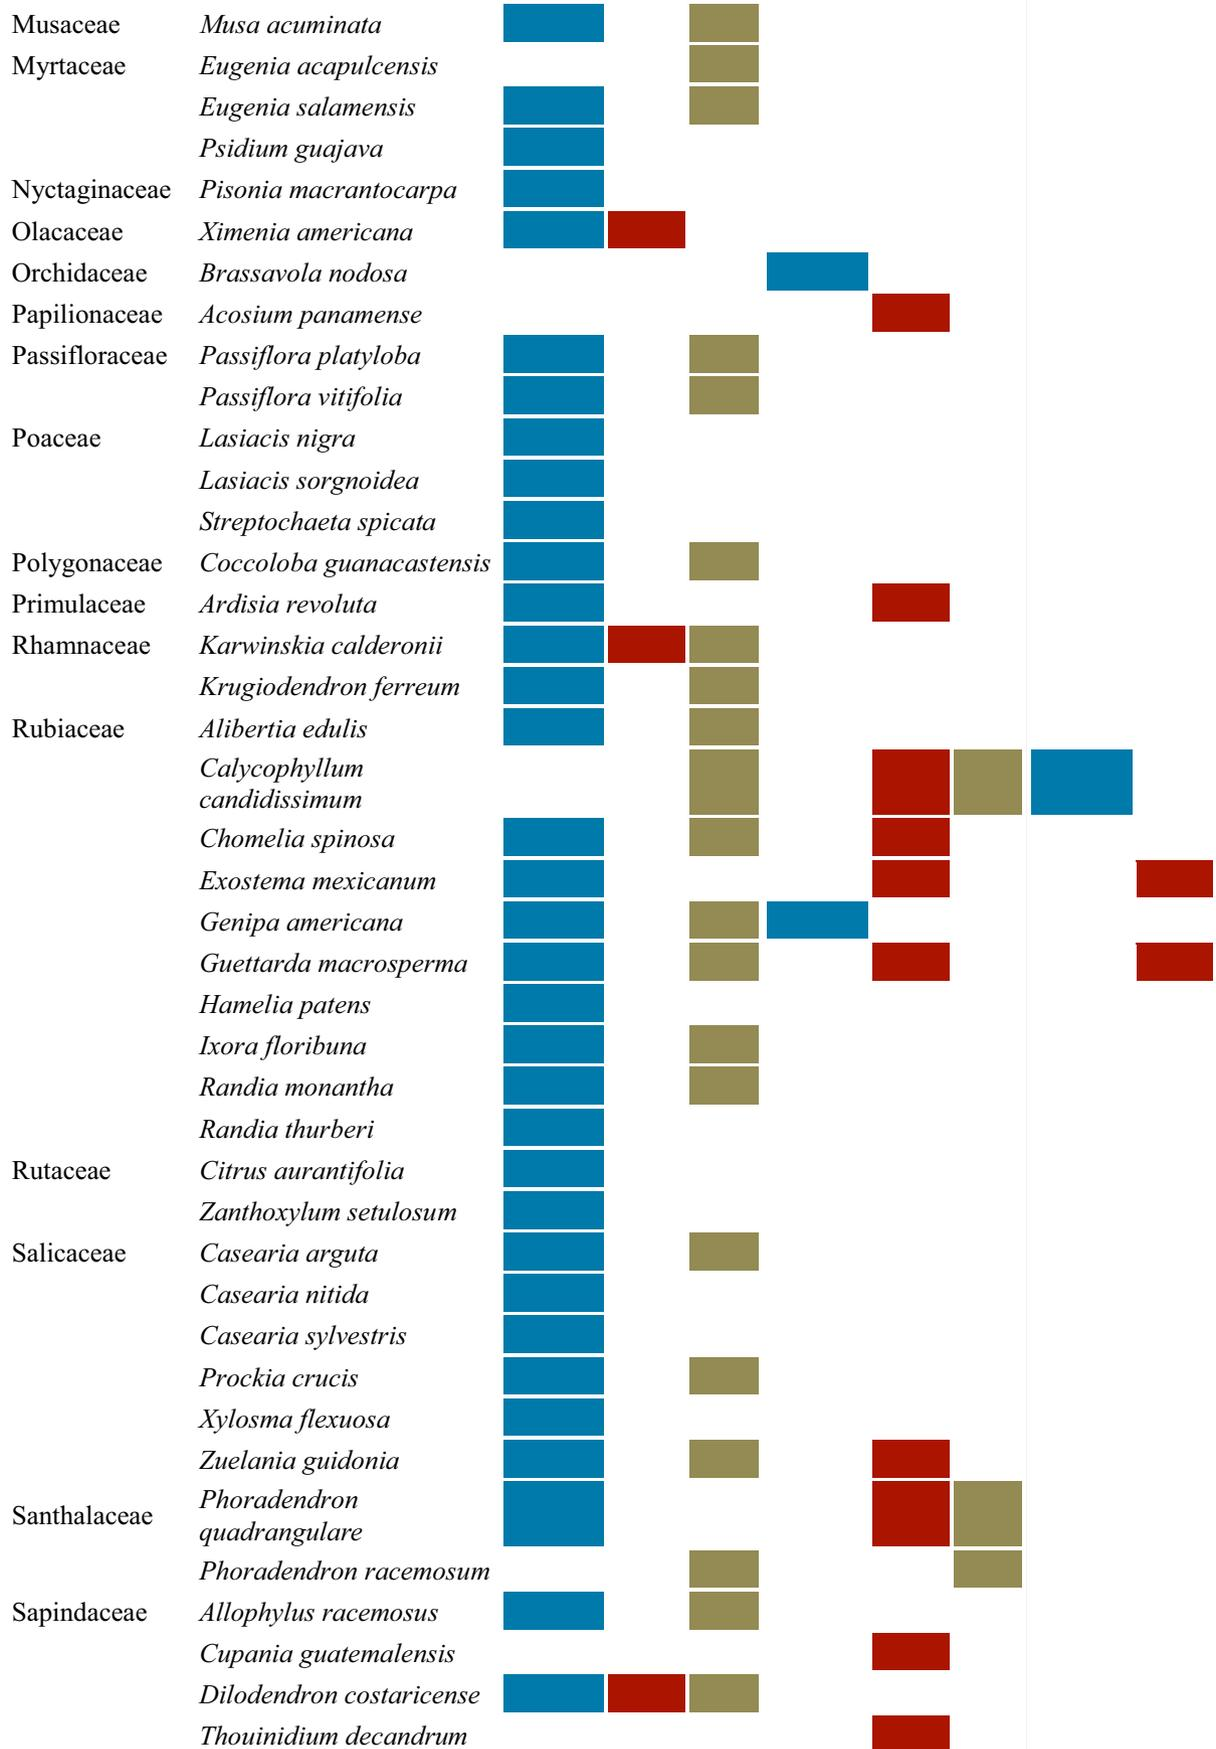 Musaceae Musa acuminata
Myrtaceae Eugenia acapulcensis
Eugenia salamensis
Psidium guajava
Nyctaginaceae Pisonia macrantocarpa
Olacaceae Ximenia americana
Orchidaceae Brassavola nodosa
Papilionaceae Acosium panamense
Passifloraceae Passiflora platyloba
Passiflora vitifolia
Poaceae Lasiacis nigra
Lasiacis sorgnoidea
Streptochaeta spicata
Polygonaceae Coccoloba guanacastensis
Primulaceae Ardisia revoluta
Rhamnaceae Karwinskia calderonii
Krugiodendron ferreum
Rubiaceae Alibertia edulis
Calycophyllum
candidissimum
Chomelia spinosa
Exostema mexicanum
Genipa americana
Guettarda macrosperma
Hamelia patens
Ixora floribuna
Randia monantha
Randia thurberi
Rutaceae Citrus aurantifolia
Zanthoxylum setulosum
Salicaceae Casearia arguta
Casearia nitida
Casearia sylvestris
Prockia crucis
Xylosma flexuosa
Zuelania guidonia
Santhalaceae Phoradendron
quadrangulare
Phoradendron racemosum
Sapindaceae Allophylus racemosus
Cupania guatemalensis
Dilodendron costaricense
Thouinidium decandrum